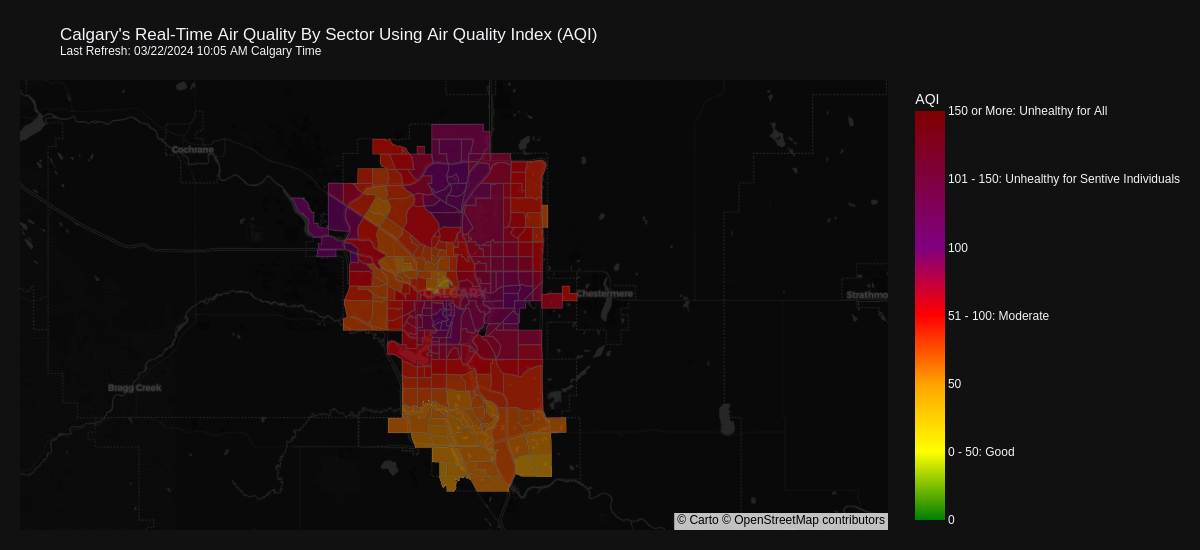 Calgary's Real-Time Air Quality By Sector Using Air Quality Index (AQI)
Last Refresh: 03/22/2024 10:05 AM Calgary Time
AQI
150 or More: Unhealthy for All
Cochrane
101 - 150: Unhealthy for Sentive Individuals
100
CALGARY
Chestermere
Strathmo
51 - 100: Moderate
50
Bragg Creek
0 - 50: Good
0
© Carto © OpenStreetMap contributors